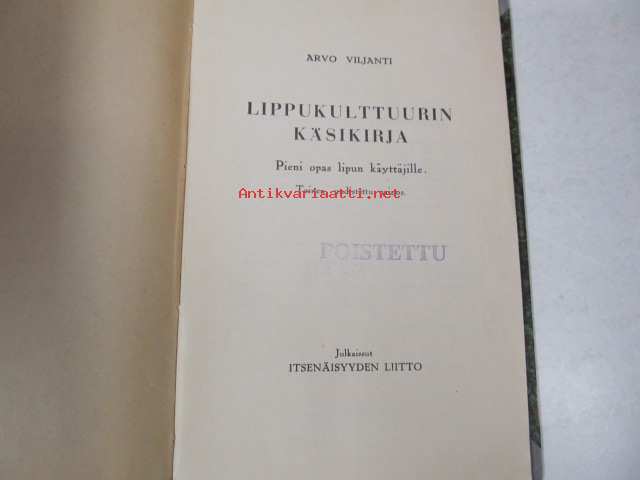 ARVO VILJANTI
LIPPUKULTTUURIN
KÄSIKIRJA
Pieni opas lipun käyttäjille.
Antikvariaatti.net
POISTETTU
Julkaissut
ITSENÄISYYDEN LIITTO